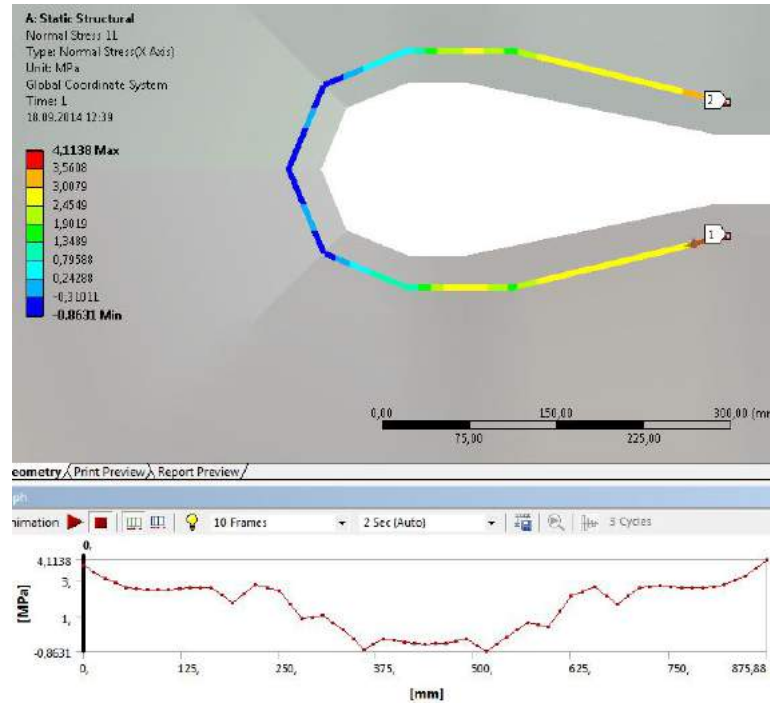 A: Static Structural
Normal Stress 11
Type: Normal Stress(X Axis)
Unit: MPa
Global Coordinate System
Time: 1
18.09.2014 12:39
4,1138 Max
3,5608
3,0079
2,4549
1,9019
1,3489
0,79588
0,24288
-0,31011
-0,8631 Min
2
1
0,00 150,00 300,00 (mm
75,00 225,00
eometry Print Preview Report Preview
ph
nimation 10 Frames 2 Sec (Auto) 3 Cycles
0,
4,1138
3,
1,
-0,8631
[MPa]
0, 125, 250, 375, 500, 625, 750, 875,88
[mm]